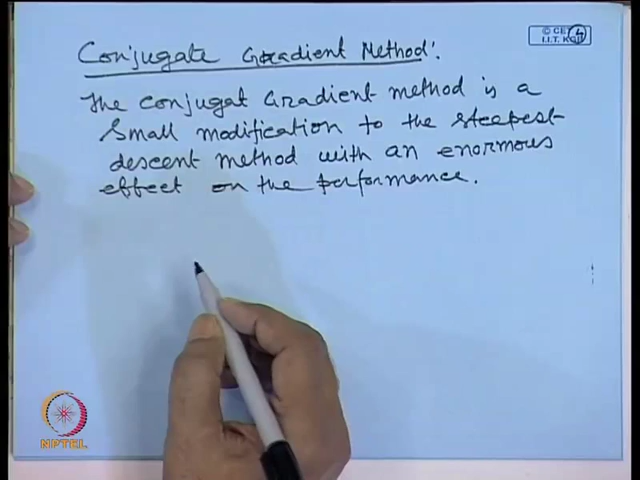 Conjugate Gradient Method:
The Conjugat Gradient method is a
small modification to the steepest-
descent method with an enormous
effect on the performance.
© CET
I.I.T. KGP
NPTEL